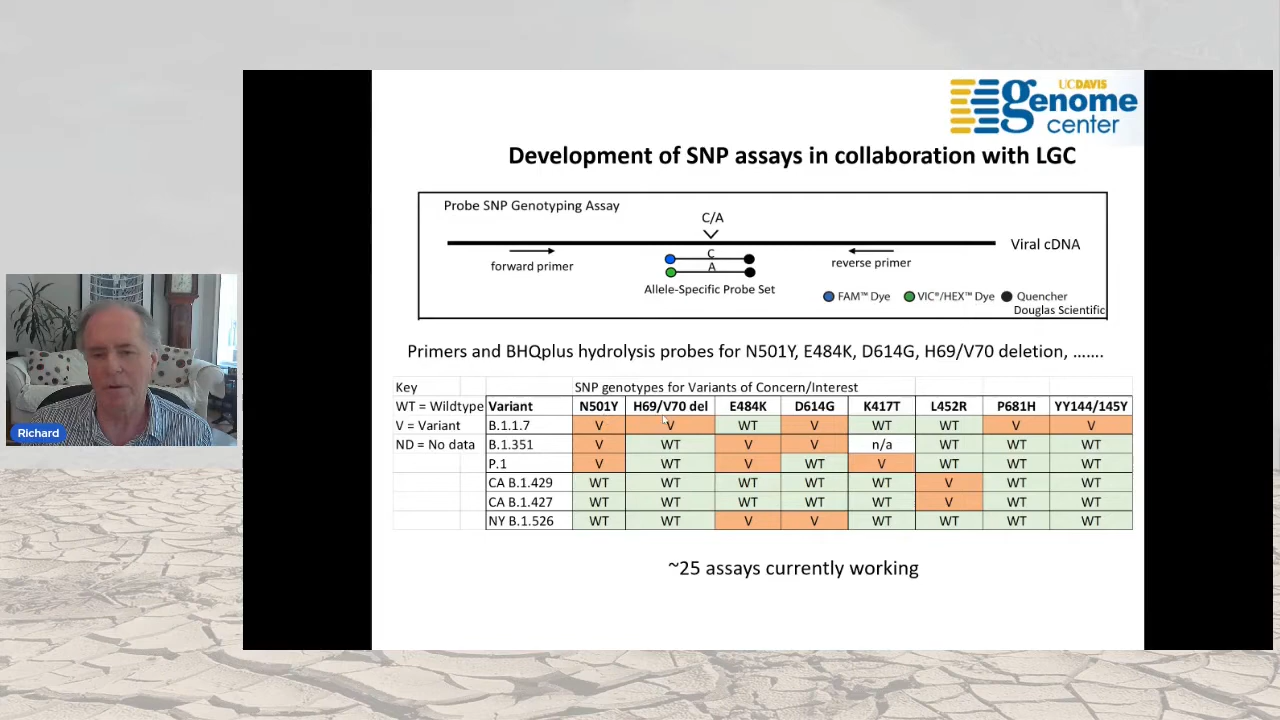 UCDAVIS
genome
center
Development of SNP assays in collaboration with LGC
Probe SNP Genotyping Assay
C/A
Viral cDNA
forward primer
C
A
reverse primer
Allele-Specific Probe Set
FAM™ Dye VIC®/HEX™ Dye Quencher
Douglas Scientific
Primers and BHQplus hydrolysis probes for N501Y, E484K, D614G, H69/V70 deletion, .......
Key SNP genotypes for Variants of Concern/Interest
WT = Wildtype Variant N501Y H69/V70 del E484K D614G K417T L452R P681H YY144/145Y
V = Variant B.1.1.7 V V WT V WT WT V V
ND = No data B.1.351 V WT V V n/a WT WT WT
P.1 V WT V WT V WT WT WT
CA B.1.429 WT WT WT WT WT V WT WT
CA B.1.427 WT WT WT WT WT V WT WT
NY B.1.526 WT WT V V WT WT WT WT
~25 assays currently working
Richard